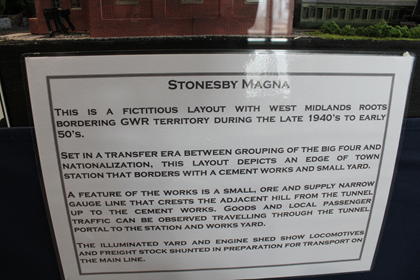 STONESBY MAGNA
THIS IS A FICTITIOUS LAYOUT WITH WEST MIDLANDS ROOTS
BORDERING GWR TERRITORY DURING THE LATE 1940'S TO EARLY
50'S.
SET IN A TRANSFER ERA BETWEEN GROUPING OF THE BIG FOUR AND
NATIONALIZATION, THIS LAYOUT DEPICTS AN EDGE OF TOWN
STATION THAT BORDERS WITH A CEMENT WORKS AND SMALL YARD.
A FEATURE OF THE WORKS IS A SMALL, ORE AND SUPPLY NARROW
GAUGE LINE THAT CRESTS THE ADJACENT HILL FROM THE TUNNEL
UP TO THE CEMENT WORKS. GOODS AND LOCAL PASSENGER
TRAFFIC CAN BE OBSERVED TRAVELLING THROUGH THE TUNNEL
PORTAL TO THE STATION AND WORKS YARD.
THE ILLUMINATED YARD AND ENGINE SHED SHOW LOCOMOTIVES
AND FREIGHT STOCK SHUNTED IN PREPARATION FOR TRANSPORT ON
THE MAIN LINE.